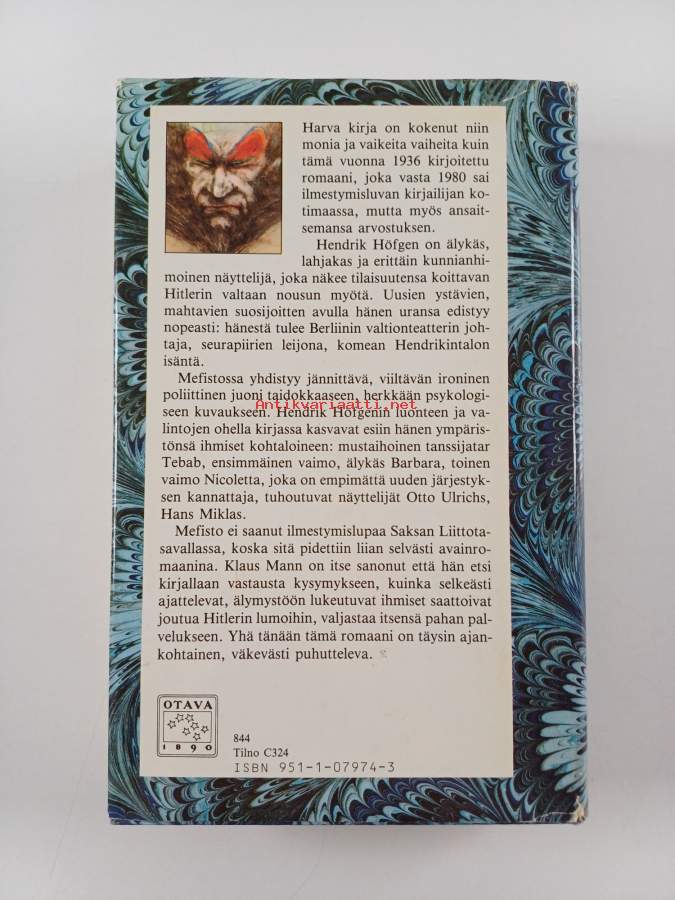 Harva kirja on kokenut niin
monia ja vaikeita vaiheita kuin
tämä vuonna 1936 kirjoitettu
romaani, joka vasta 1980 sai
ilmestymisluvan kirjailijan ko-
timaassa, mutta myös ansait-
semansa arvostuksen.
Hendrik Höfgen on älykäs,
lahjakas ja erittäin kunnianhi-
moinen näyttelijä, joka näkee tilaisuutensa koittavan
Hitlerin valtaan nousun myötä. Uusien ystävien,
mahtavien suosijoitten avulla hänen uransa edistyy
nopeasti: hänestä tulee Berliinin valtionteatterin joh-
taja, seurapiirien leijona, komean Hendrikintalon
isäntä.
Mefistossa yhdistyy jännittävä, viiltävän ironinen
poliittinen juoni taidokkaaseen, herkkään psykologi-
Antikvariaatti.net
seen kuvaukseen. Hendrik Höfgenin luonteen ja va-
lintojen ohella kirjassa kasvavat esiin hänen ympäris-
tönsä ihmiset kohtaloineen: mustaihoinen tanssijatar
Tebab, ensimmäinen vaimo, älykäs Barbara, toinen
vaimo Nicoletta, joka on empimättä uuden järjestyk-
sen kannattaja, tuhoutuvat näyttelijät Otto Ulrichs,
Hans Miklas.
Mefisto ei saanut ilmestymislupaa Saksan Liittota-
savallassa, koska sitä pidettiin liian selvästi avainro-
maanina. Klaus Mann on itse sanonut että hän etsi
kirjallaan vastausta kysymykseen, kuinka selkeästi
ajattelevat, älymystöön lukeutuvat ihmiset saattoivat
joutua Hitlerin lumoihin, valjastaa itsensä pahan pal-
velukseen. Yhä tänään tämä romaani on täysin ajan-
kohtainen, väkevästi puhutteleva.
OTAVA
1890
844
Tilno C324
ISBN 951-1-07974-3